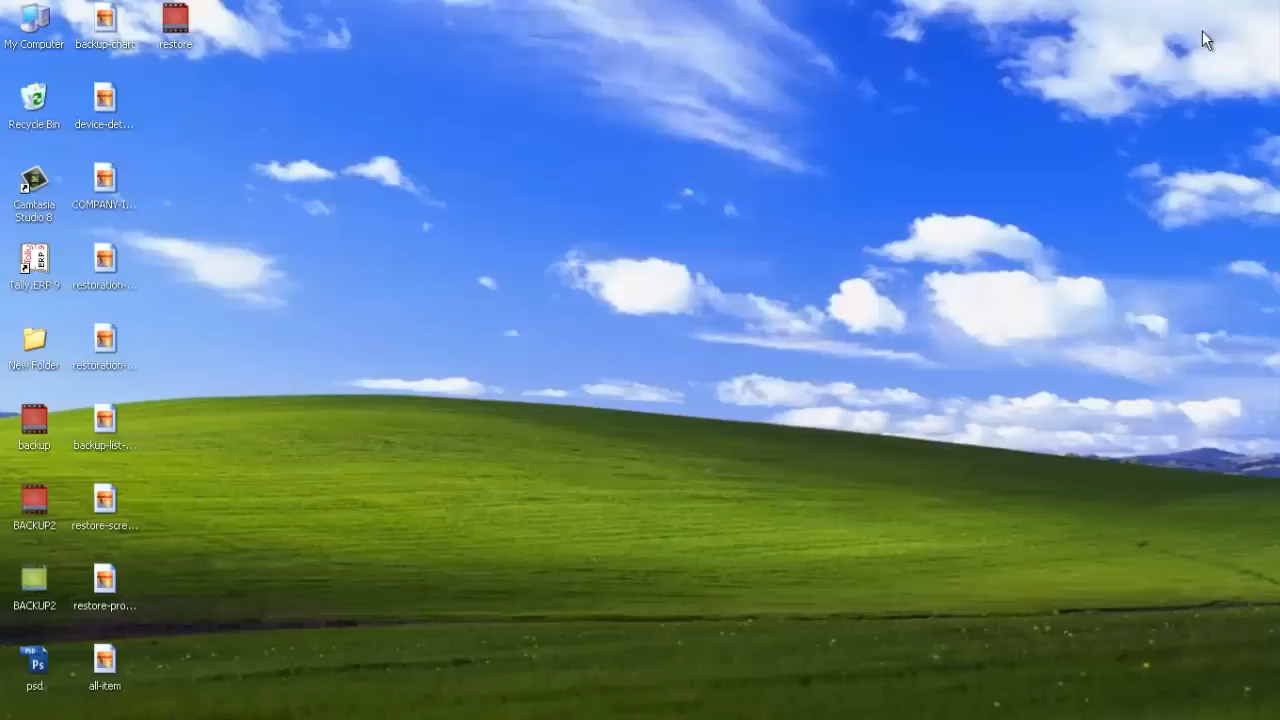 My Computer
backup-chart
restore
Recycle Bin
device-det...
Camtasia
Studio 8
COMPANY-I...
Tally.ERP 9
restoration-...
New Folder
restoration-...
backup
backup-list-...
BACKUP2
restore-scre...
BACKUP2
restore-pro...
psd
all-item